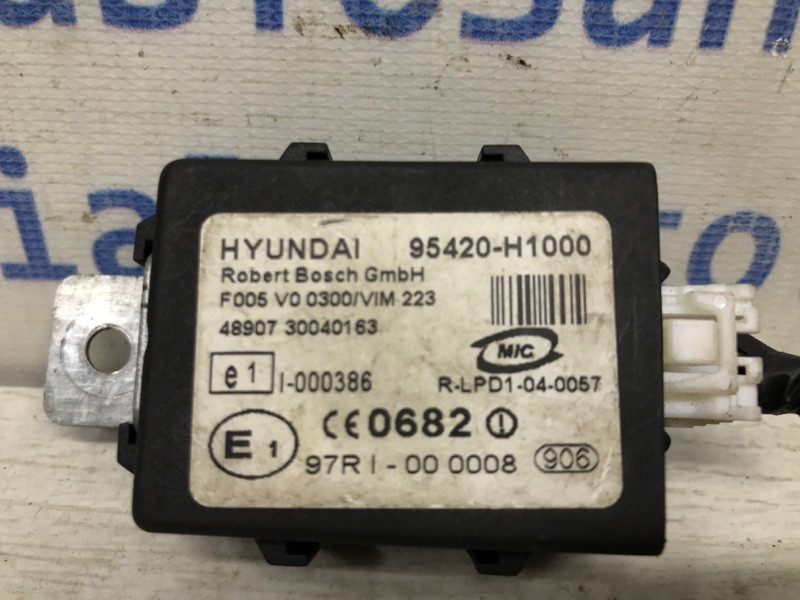 HYUNDAI 95420-H1000
Robert Bosch GmbH
F005 V0 0300/VIM 223
48907 30040163
MIC
e1 I-000386 R-LPD1-04-0057
E1 CE0682
97R I - 00 0008 906